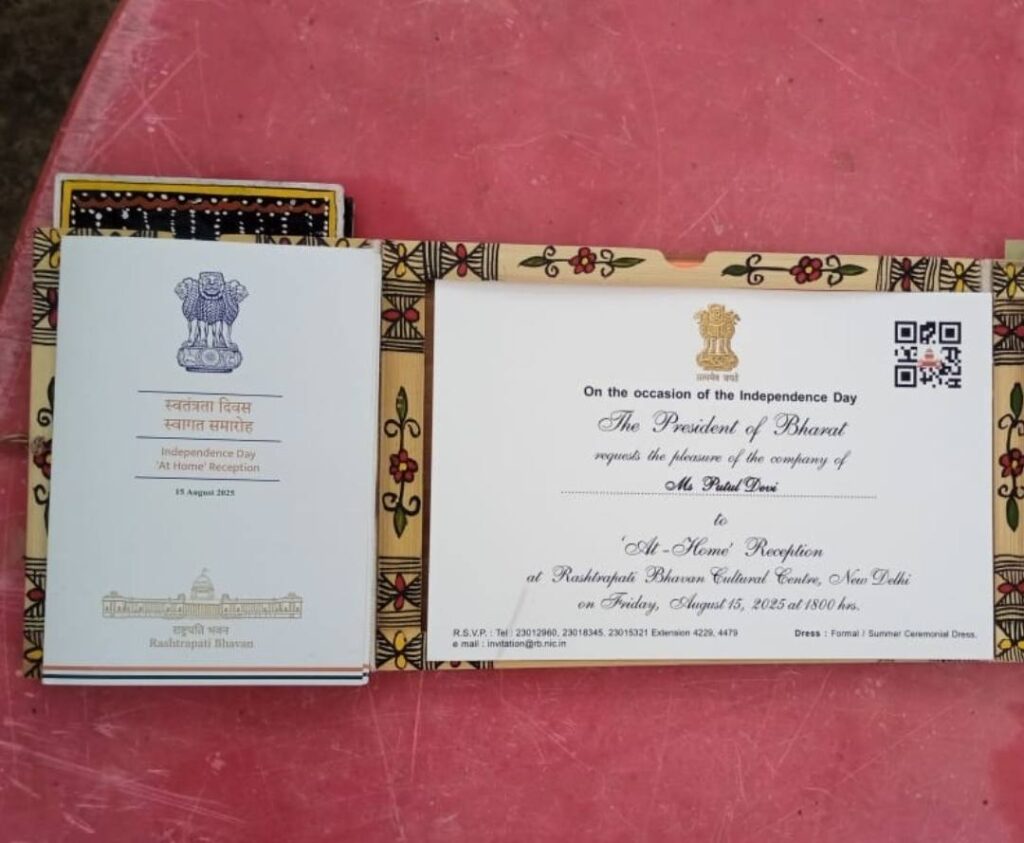 स्वतंत्रता दिवस
स्वागत समारोह
Independence Day
'At Home' Reception
15 August 2025
राष्ट्रपति भवन
Rashtrapati Bhavan
सत्यमेव जयते
On the occasion of the Independence Day
The President of Bharat
requests the pleasure of the company of
Ms Putul Devi
to
'At-Home' Reception
at Rashtrapati Bhavan Cultural Centre, New Delhi
on Friday, August 15, 2025 at 1800 hrs.
R.S.V.P. : Tel : 23012960, 23018345, 23015321 Extension 4229, 4479
e mail : invitation@rb.nic.in
Dress : Formal / Summer Ceremonial Dress.